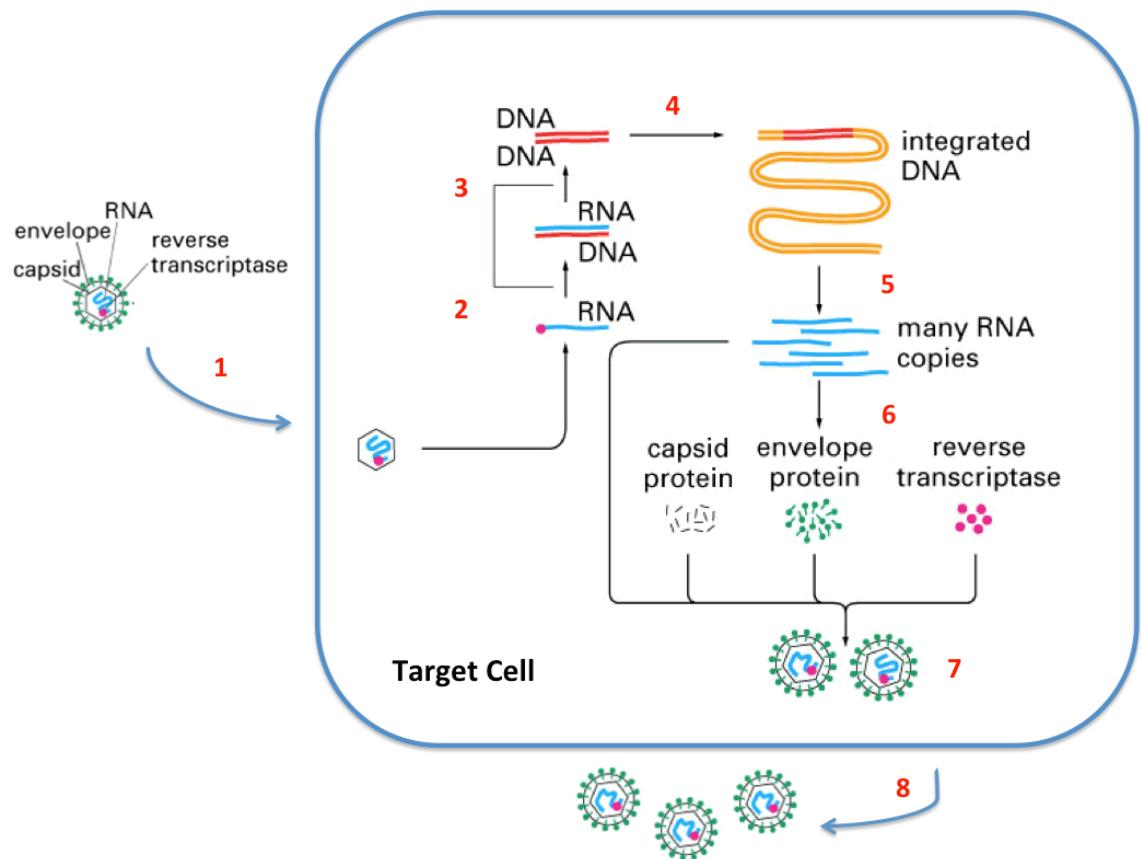 RNA
envelope
reverse
capsid
transcriptase
1
DNA
DNA
4
integrated
DNA
3
RNA
DNA
2
RNA
5
many RNA
copies
6
capsid
protein
envelope
protein
reverse
transcriptase
Target Cell
7
8